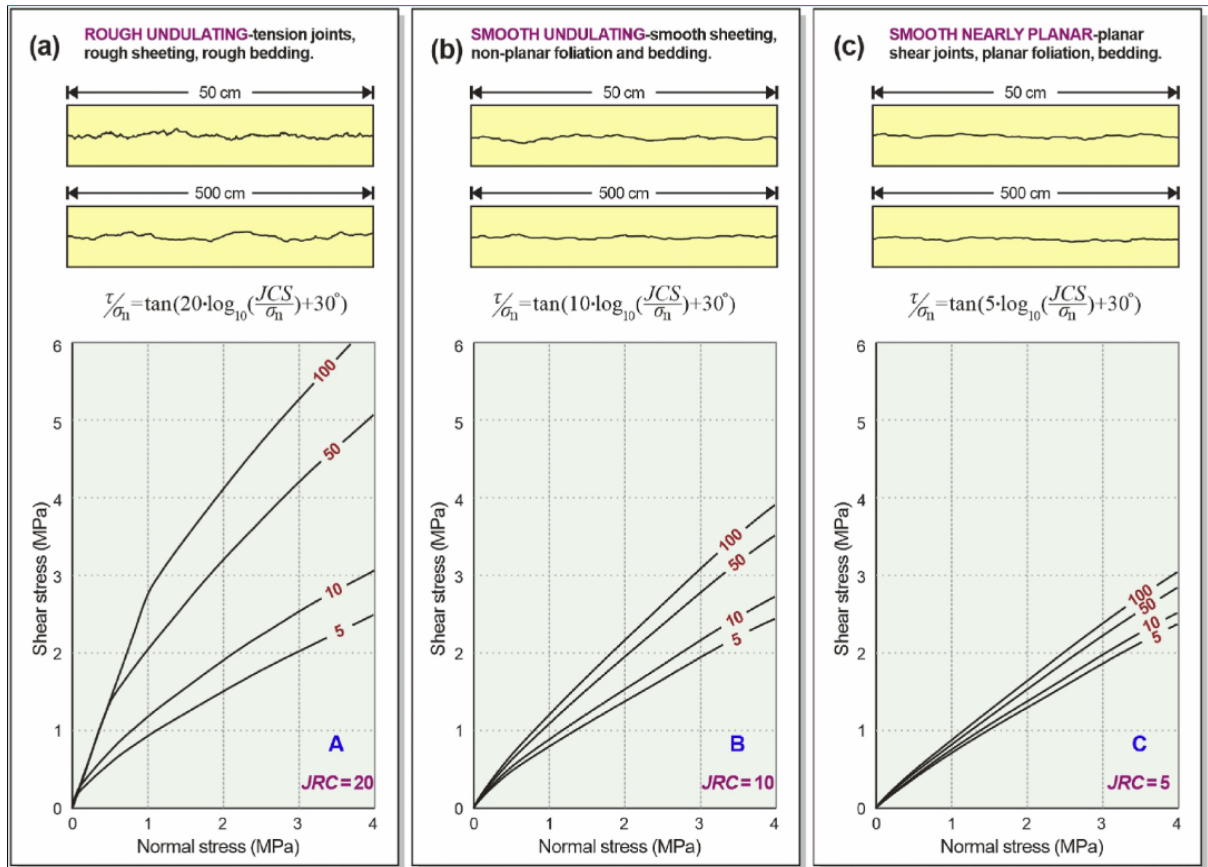 (a)
ROUGH UNDULATING-tension joints,
rough sheeting, rough bedding.
50 cm
500 cm
τ/σn=tan(20·log10(JCS/σn)+30°)
6
5
4
3
2
1
0
Shear stress (MPa)
100
50
10
5
A
JRC=20
0 1 2 3 4
Normal stress (MPa)
(b)
SMOOTH UNDULATING-smooth sheeting,
non-planar foliation and bedding.
50 cm
500 cm
τ/σn=tan(10·log10(JCS/σn)+30°)
6
5
4
3
2
1
0
Shear stress (MPa)
100
50
10
5
B
JRC=10
0 1 2 3 4
Normal stress (MPa)
(c)
SMOOTH NEARLY PLANAR-planar
shear joints, planar foliation, bedding.
50 cm
500 cm
τ/σn=tan(5·log10(JCS/σn)+30°)
6
5
4
3
2
1
0
Shear stress (MPa)
100
50
10
5
C
JRC=5
0 1 2 3 4
Normal stress (MPa)